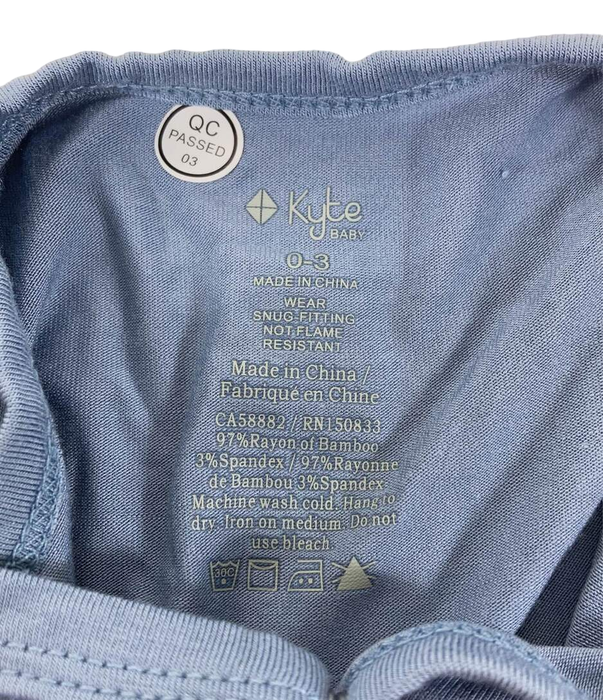 QC
PASSED
03
Kyte
BABY
0-3
MADE IN CHINA
WEAR
SNUG-FITTING
NOT FLAME
RESISTANT
Made in China /
Fabriqué en Chine
CA58882 / RN150833
97%Rayon of Bamboo
3%Spandex / 97%Rayonne
de Bambou 3%Spandex
Machine wash cold. Hang to
dry. Iron on medium. Do not
use bleach.
30C